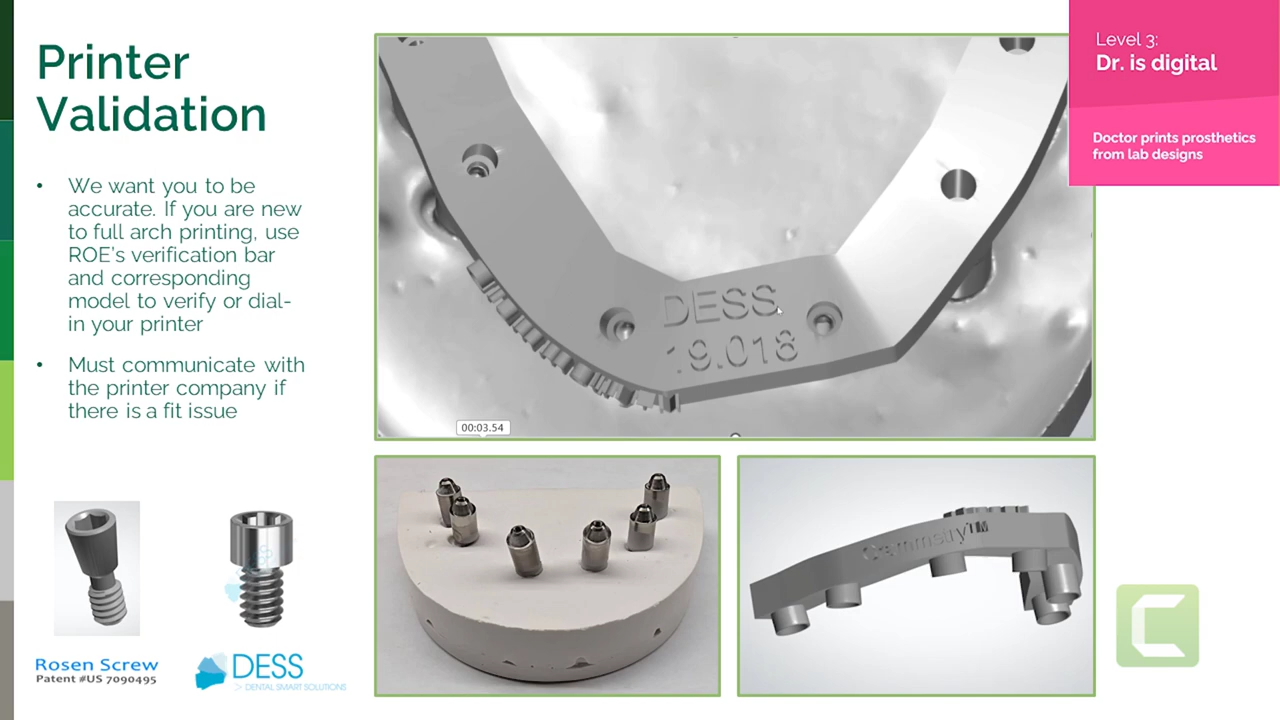 Printer
Validation
• We want you to be
accurate. If you are new
to full arch printing, use
ROE's verification bar
and corresponding
model to verify or dial-
in your printer
• Must communicate with
the printer company if
there is a fit issue
Rosen Screw
Patent #US 7090495
DESS
> DENTAL SMART SOLUTIONS
DESS
19.018
00:03.54
TM
Level 3:
Dr. is digital
Doctor prints prosthetics
from lab designs